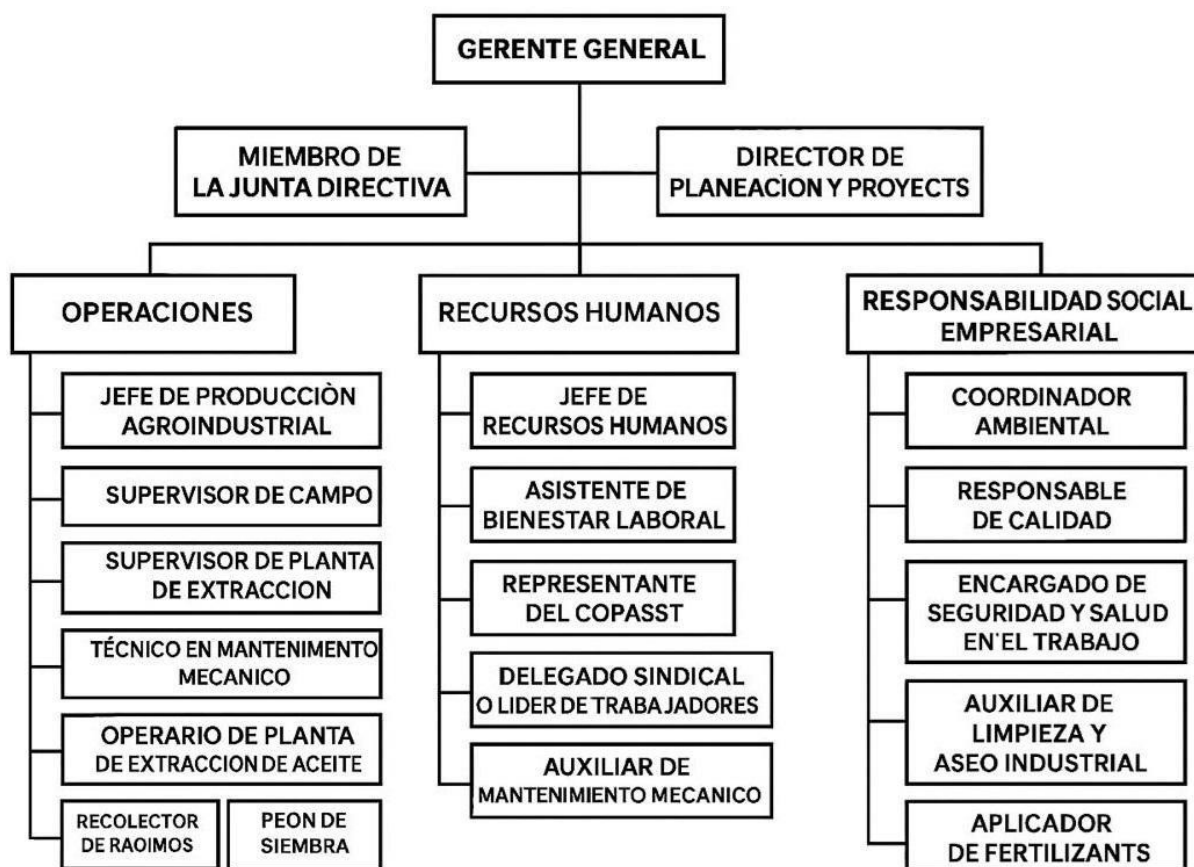 GERENTE GENERAL
MIEMBRO DE
LA JUNTA DIRECTIVA
DIRECTOR DE
PLANEACION Y PROYECTS
OPERACIONES
JEFE DE PRODUCCIÒN
AGROINDUSTRIAL
SUPERVISOR DE CAMPO
SUPERVISOR DE PLANTA
DE EXTRACCION
TÉCNICO EN MANTENIMENTO
MECANICO
OPERARIO DE PLANTA
DE EXTRACCION DE ACEITE
RECOLECTOR
DE RAOIMOS
PEON DE
SIEMBRA
RECURSOS HUMANOS
JEFE DE
RECURSOS HUMANOS
ASISTENTE DE
BIENESTAR LABORAL
REPRESENTANTE
DEL COPASST
DELEGADO SINDICAL
O LIDER DE TRABAJADORES
AUXILIAR DE
MANTENIMIENTO MECANICO
RESPONSABILIDAD SOCIAL
EMPRESARIAL
COORDINADOR
AMBIENTAL
RESPONSABLE
DE CALIDAD
ENCARGADO DE
SEGURIDAD Y SALUD
EN'EL TRABAJO
AUXILIAR DE
LIMPIEZA Y
ASEO INDUSTRIAL
APLICADOR
DE FERTILIZANTS